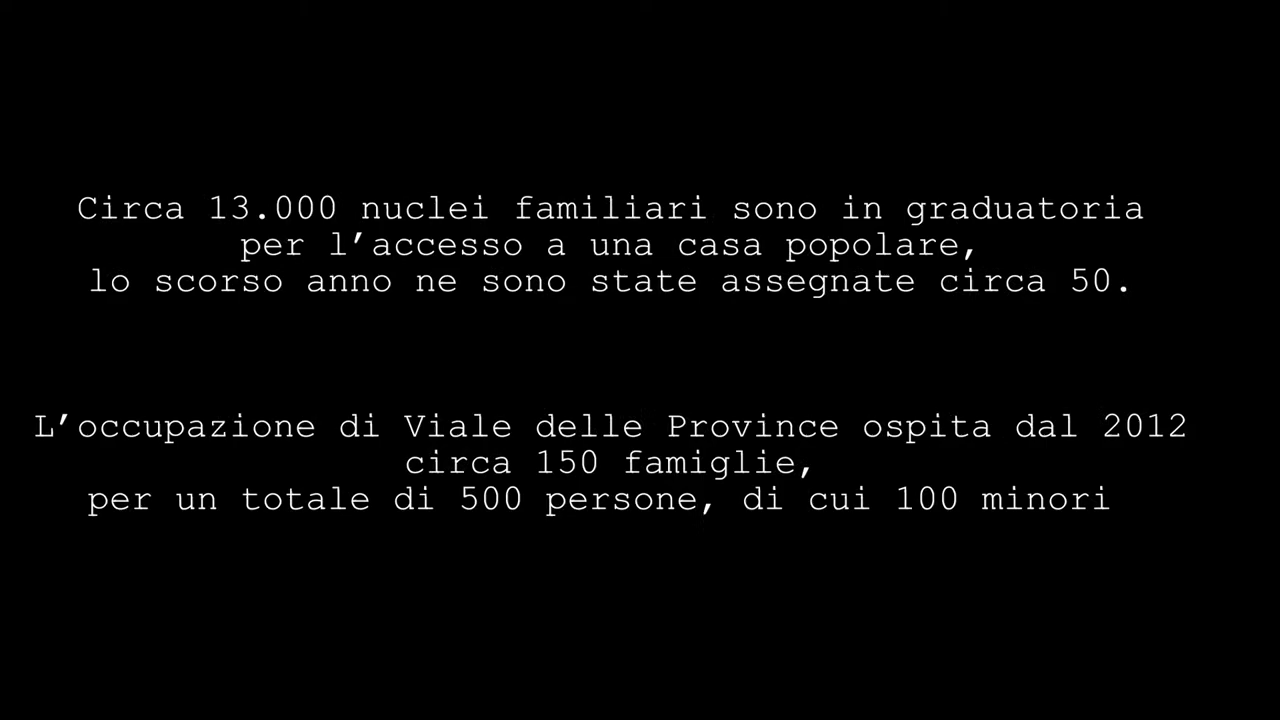 Circa 13.000 nuclei familiari sono in graduatoria
per l’accesso a una casa popolare,
lo scorso anno ne sono state assegnate circa 50.
L’occupazione di Viale delle Province ospita dal 2012
circa 150 famiglie,
per un totale di 500 persone, di cui 100 minori